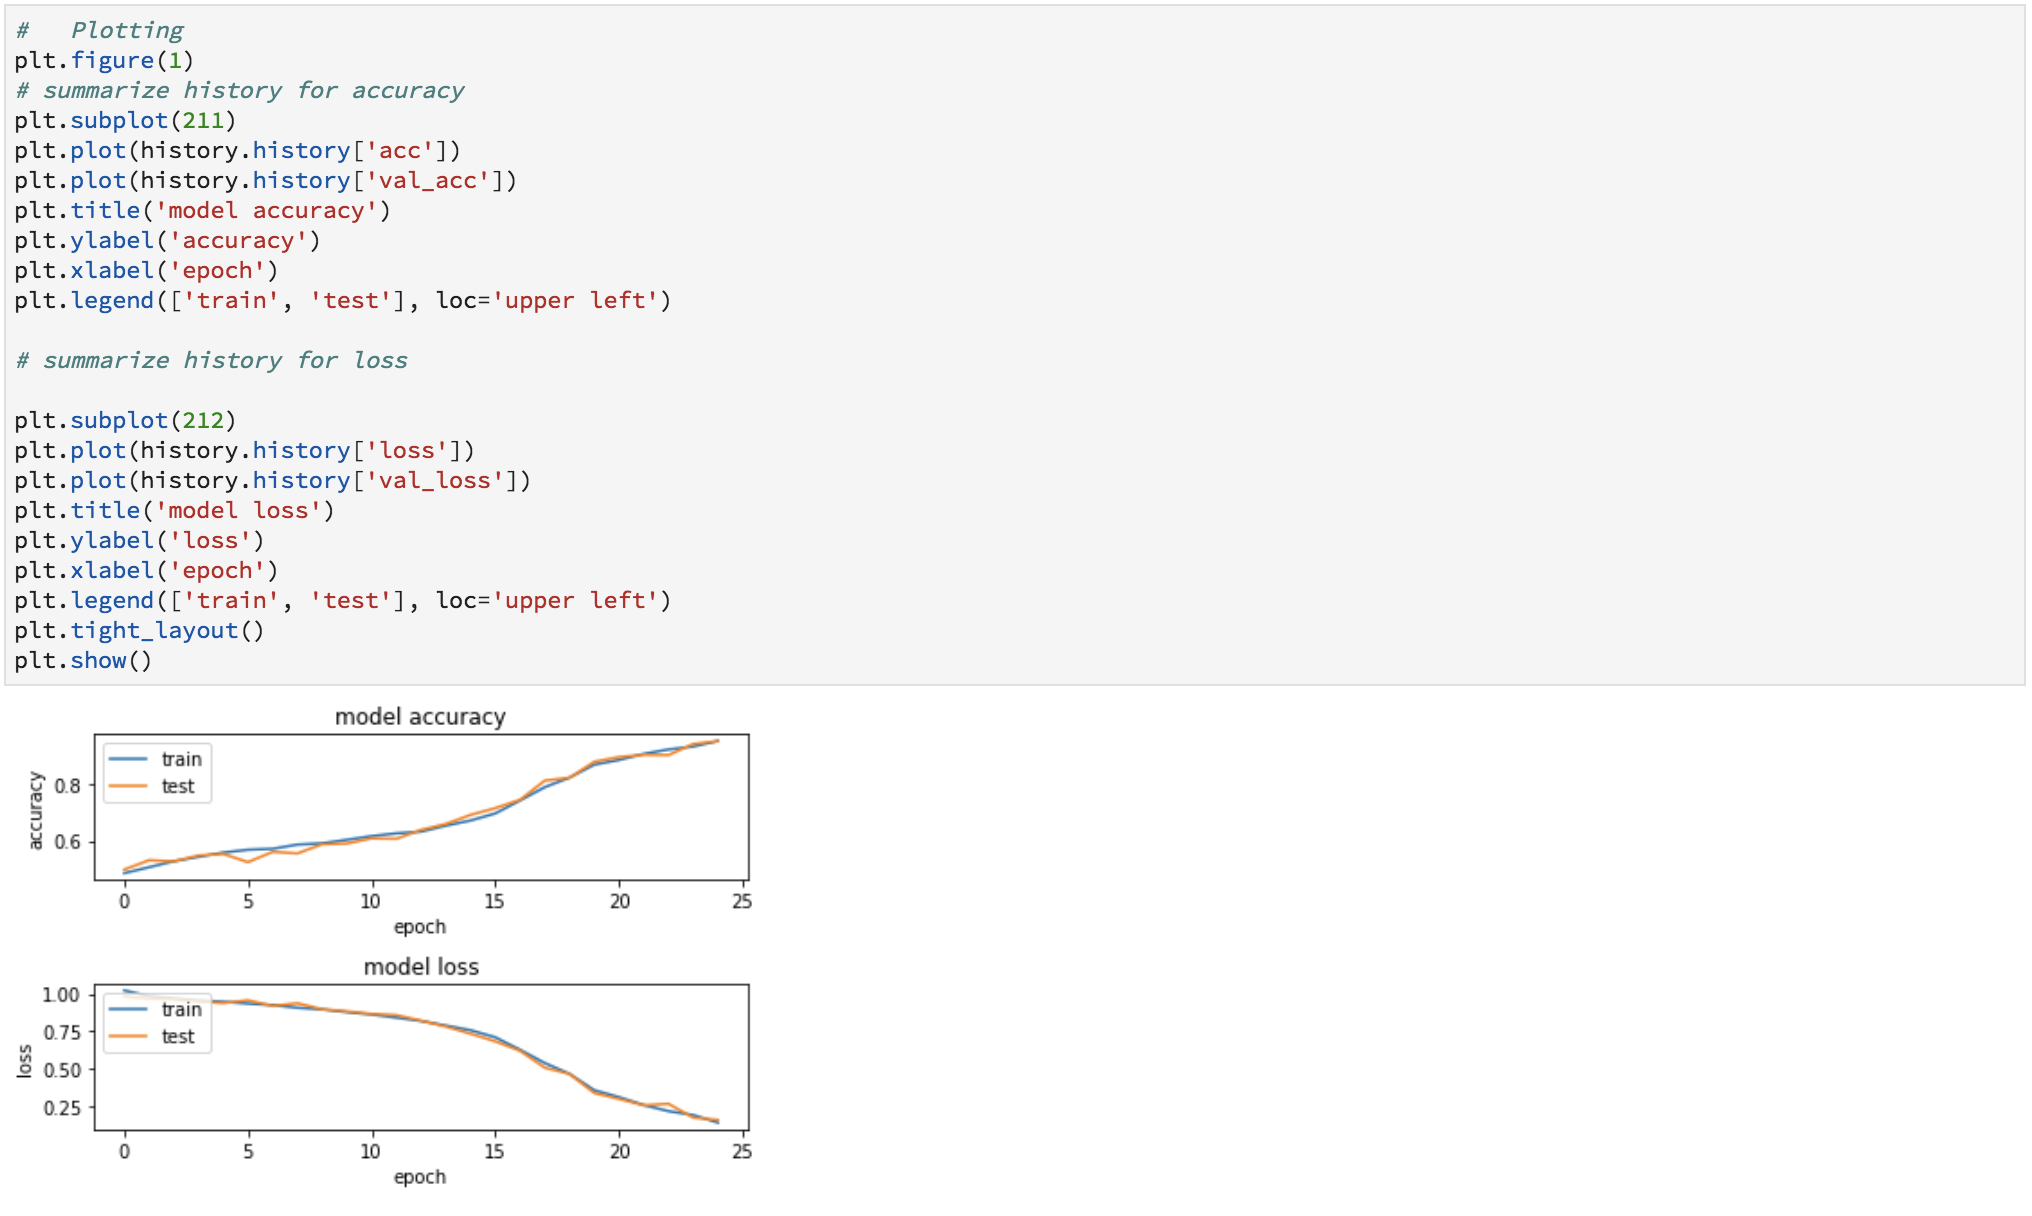 #   Plotting
plt.figure(1)
# summarize history for accuracy
plt.subplot(211)
plt.plot(history.history['acc'])
plt.plot(history.history['val_acc'])
plt.title('model accuracy')
plt.ylabel('accuracy')
plt.xlabel('epoch')
plt.legend(['train', 'test'], loc='upper left')
# summarize history for loss
plt.subplot(212)
plt.plot(history.history['loss'])
plt.plot(history.history['val_loss'])
plt.title('model loss')
plt.ylabel('loss')
plt.xlabel('epoch')
plt.legend(['train', 'test'], loc='upper left')
plt.tight_layout()
plt.show()
model accuracy
train
test
accuracy
0.8
0.6
0 5 10 15 20 25
epoch
model loss
train
test
loss
1.00
0.75
0.50
0.25
0 5 10 15 20 25
epoch